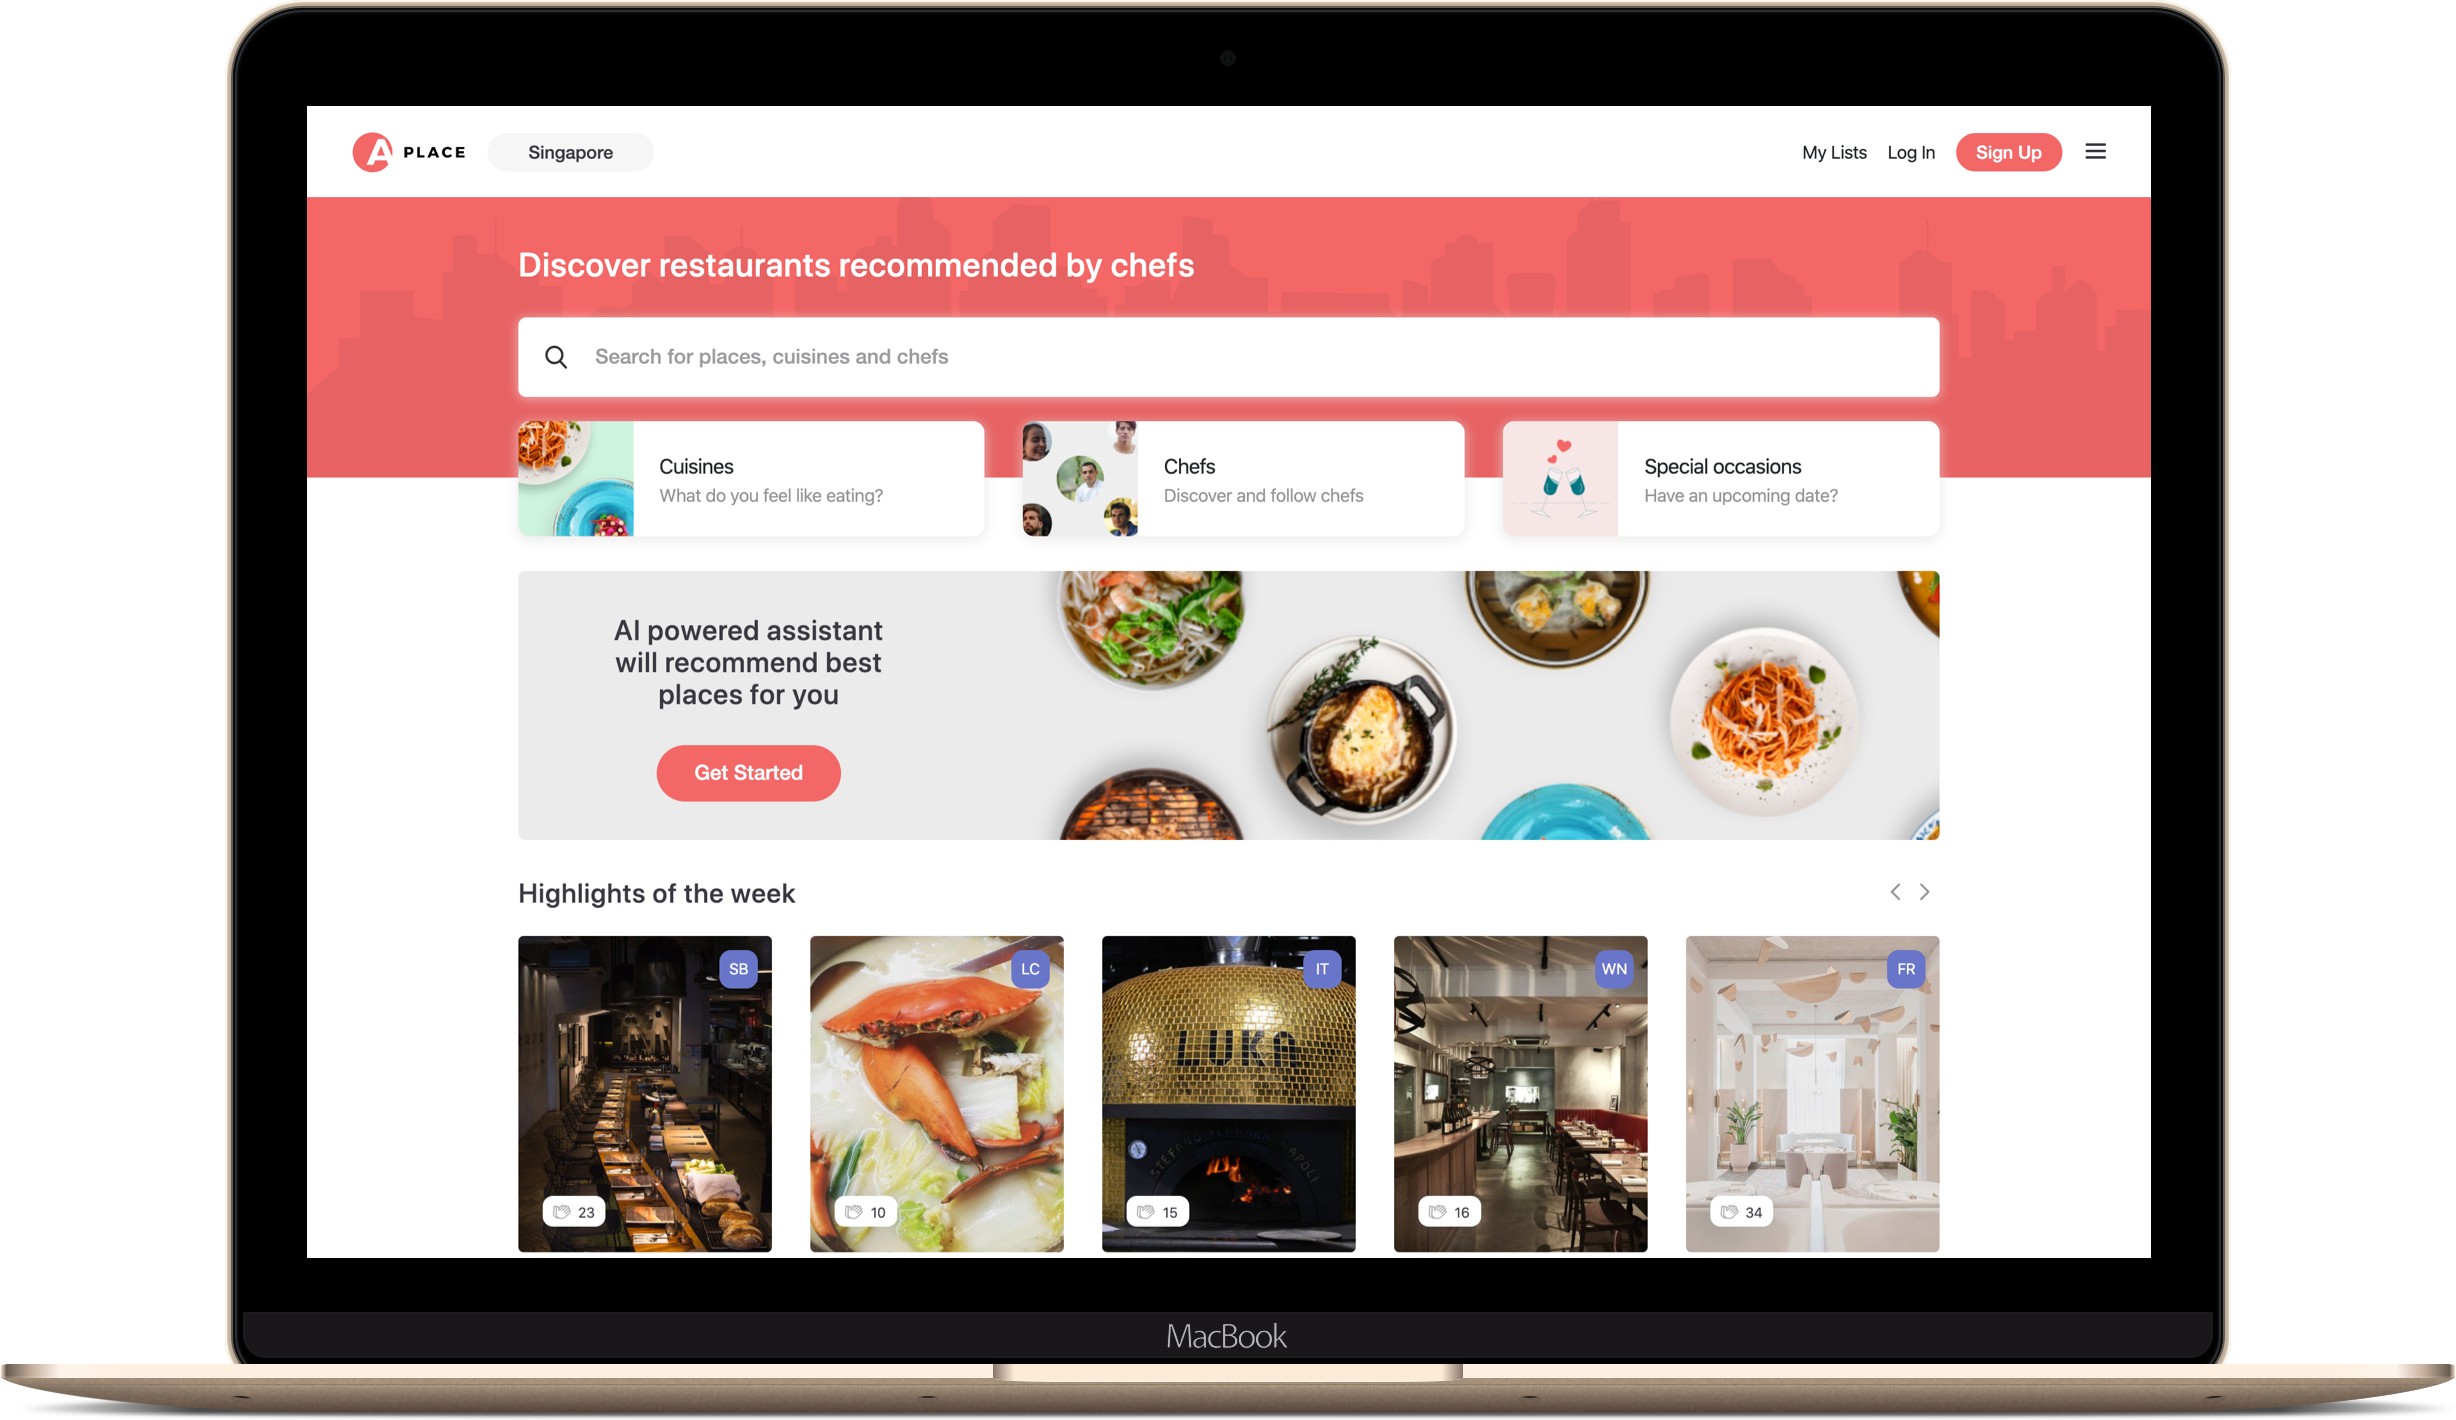 A PLACE
Singapore
My Lists
Log In
Sign Up
Discover restaurants recommended by chefs
Search for places, cuisines and chefs
Cuisines
What do you feel like eating?
Chefs
Discover and follow chefs
Special occasions
Have an upcoming date?
AI powered assistant
will recommend best
places for you
Get Started
Highlights of the week
SB
23
LC
10
LUKA
STEFANO FERRARA NAPOLI
IT
15
WN
16
FR
34
MacBook